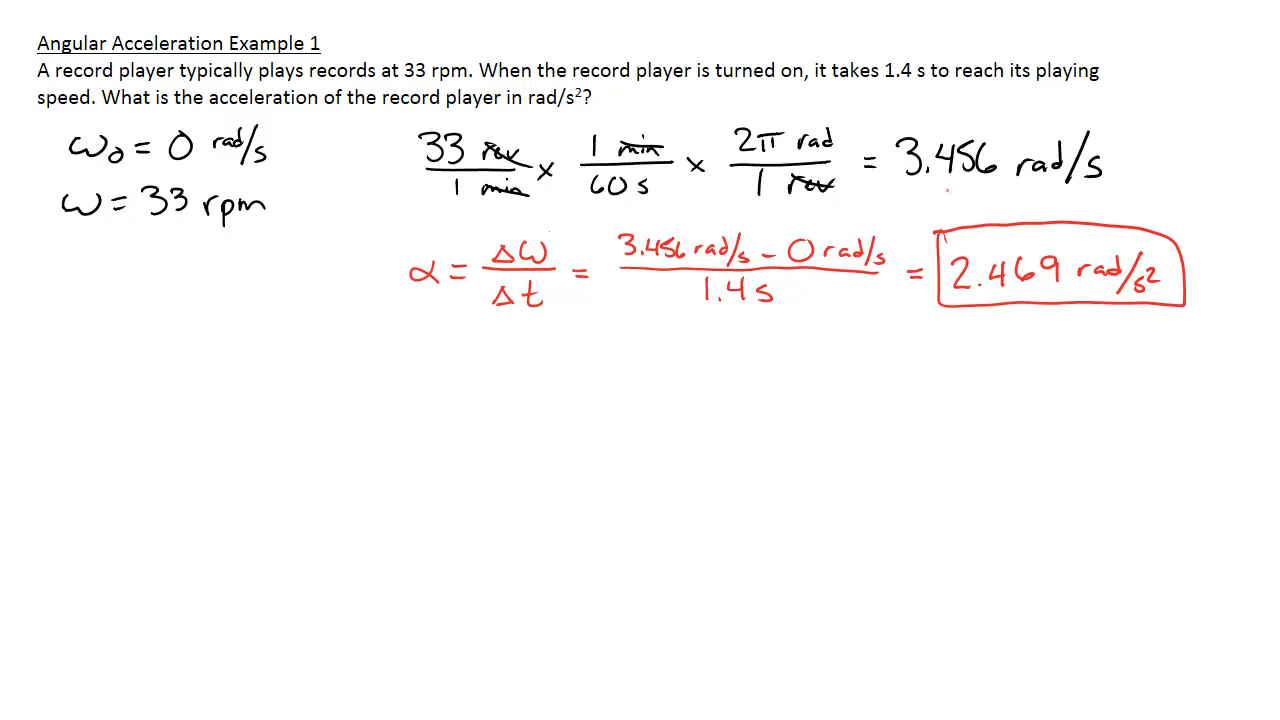 Angular Acceleration Example 1
A record player typically plays records at 33 rpm. When the record player is turned on, it takes 1.4 s to reach its playing
speed. What is the acceleration of the record player in rad/s²?
ω₀ = 0 rad/s
ω = 33 rpm
33 rev / 1 min × 1 min / 60 s × 2π rad / 1 rev = 3.456 rad/s
α = Δω / Δt = 3.456 rad/s - 0 rad/s / 1.4 s = 2.469 rad/s²